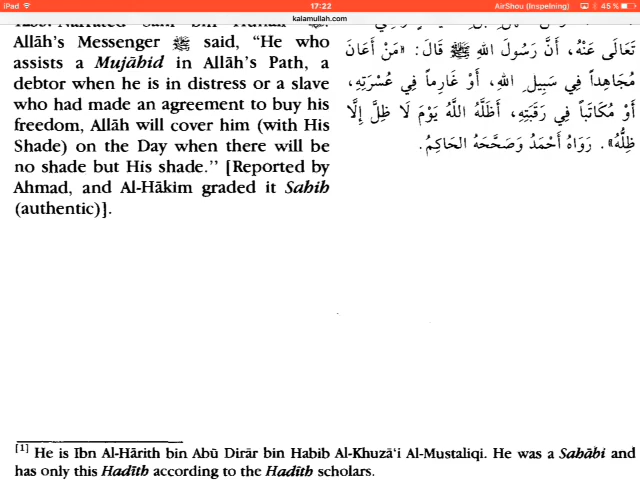 iPad 17:22 AirShou (Inspelning) 45 %
kalamullah.com
Allāh's Messenger ﷺ said, "He who
assists a Mujāhid in Allāh's Path, a
debtor when he is in distress or a slave
who had made an agreement to buy his
freedom, Allāh will cover him (with His
Shade) on the Day when there will be
no shade but His shade.'' [Reported by
Ahmad, and Al-Hākim graded it Sahih
(authentic)].
تَعَالَى عَنْهُ، أَنَّ رَسُولَ اللهِ ﷺ قَالَ: «مَنْ أَعَانَ
مُجَاهِداً فِي سَبِيلِ اللهِ، أَوْ غَارِماً فِي عُسْرَتِهِ،
أَوْ مُكَاتَباً فِي رَقَبَتِهِ، أَظَلَّهُ اللَّهُ يَوْمَ لَا ظِلَّ إِلَّا
ظِلُّهُ». رَوَاهُ أَحْمَدُ وَصَحَّحَهُ الحَاكِمُ.
[1] He is Ibn Al-Hārith bin Abū Dirār bin Habib Al-Khuzā'i Al-Mustaliqi. He was a Sahābi and
has only this Hadīth according to the Hadīth scholars.